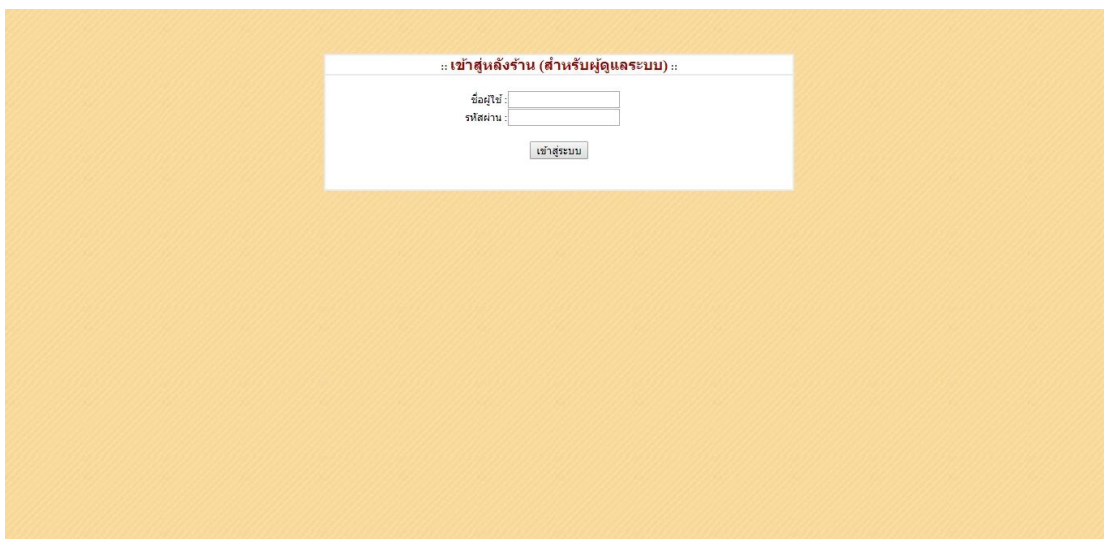 :: เข้าสู่หลังร้าน (สำหรับผู้ดูแลระบบ) ::
ชื่อผู้ใช้ :
รหัสผ่าน :
เข้าสู่ระบบ